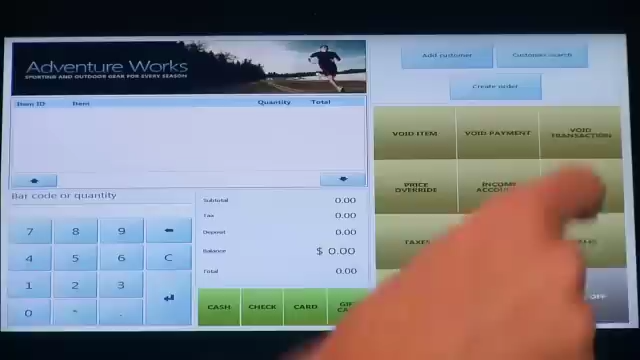 Adventure Works
SPORTING AND OUTDOOR GEAR FOR EVERY SEASON
Add customer
Customer search
Create order
Item ID
Item
Quantity
Total
VOID ITEM
VOID PAYMENT
VOID
TRANSACTION
PRICE
OVERRIDE
INCOME
TAXES
Bar code or quantity
7 8 9
4 5 6 C
1 2 3
0 * .
Subtotal 0.00
Tax 0.00
Deposit 0.00
Balance $ 0.00
Total 0.00
CASH
CHECK
CARD
GIFT